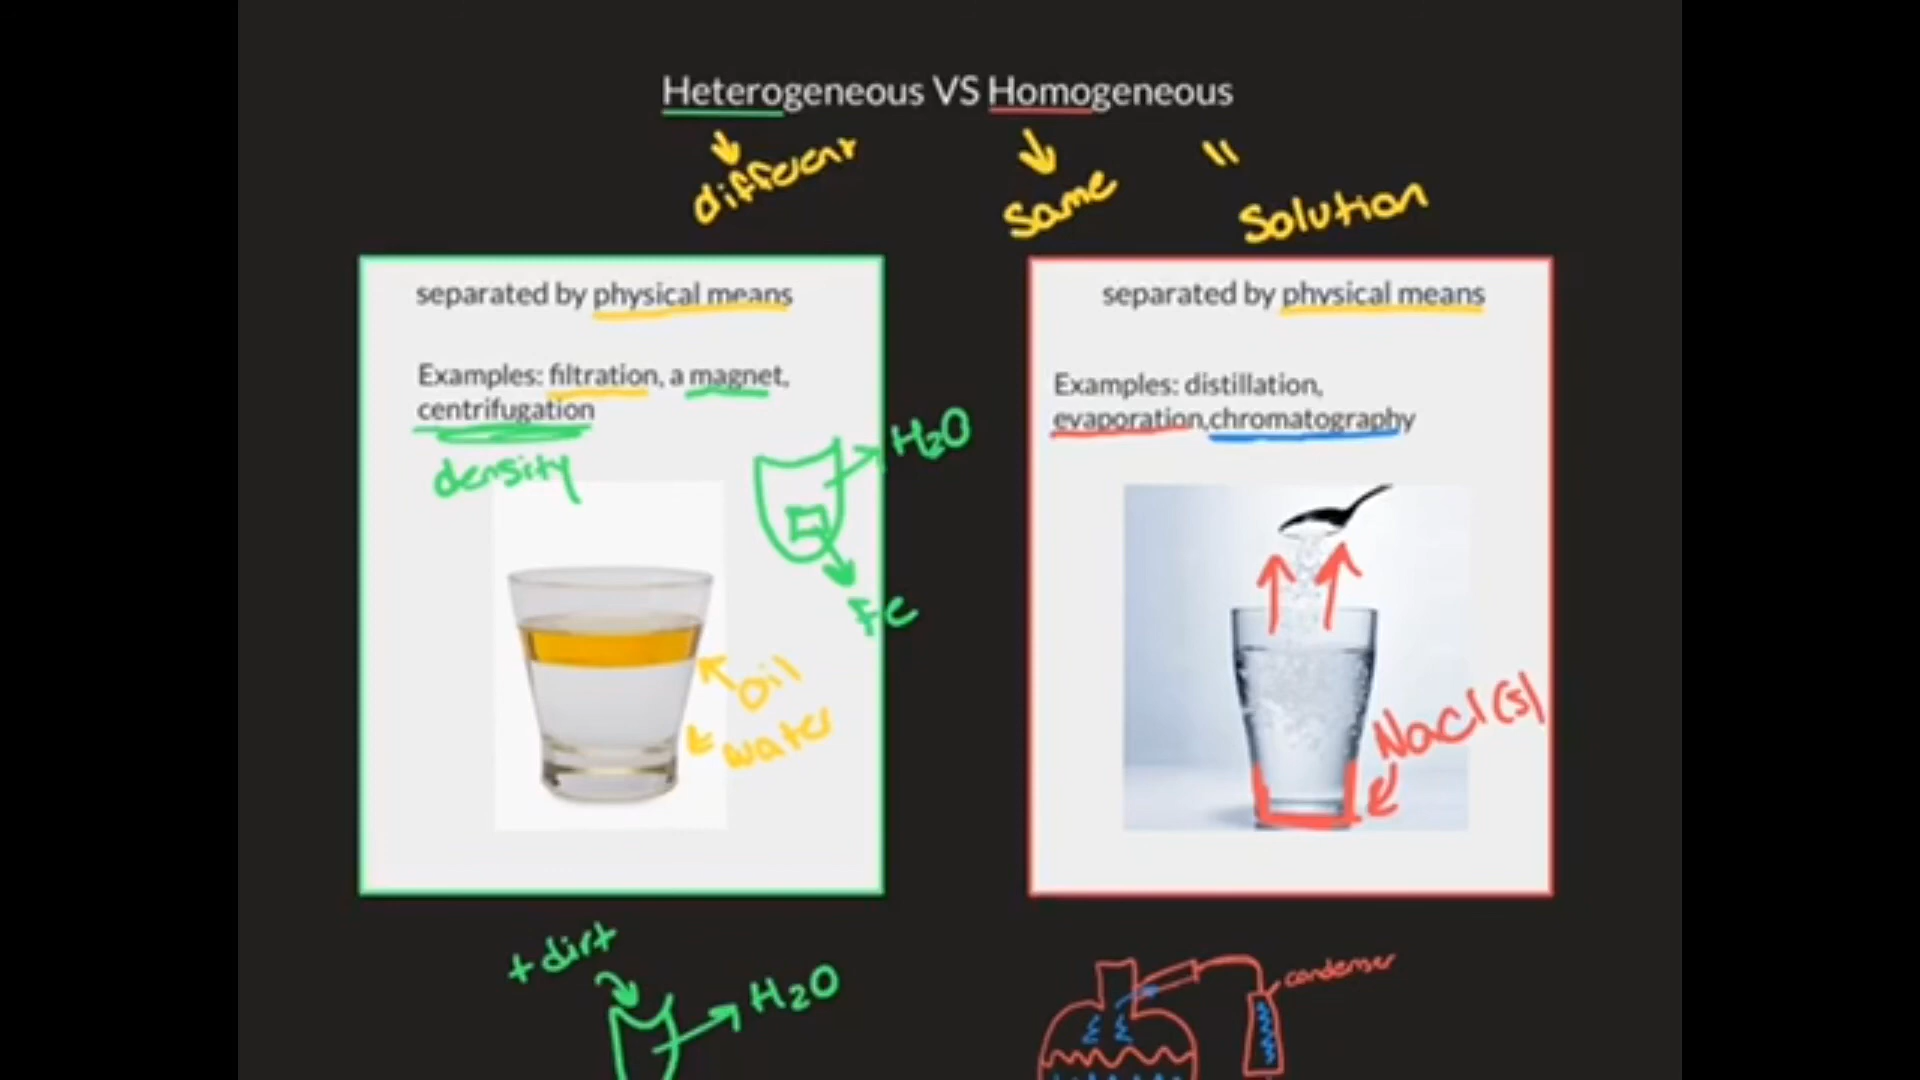 Heterogeneous VS Homogeneous
different
Same
"
Solution
separated by physical means
Examples: filtration, a magnet,
centrifugation
density
H₂O
Fe
Oil
water
separated by physical means
Examples: distillation,
evaporation,chromatography
NaCl(s)
+ dirt
H₂O
condenser